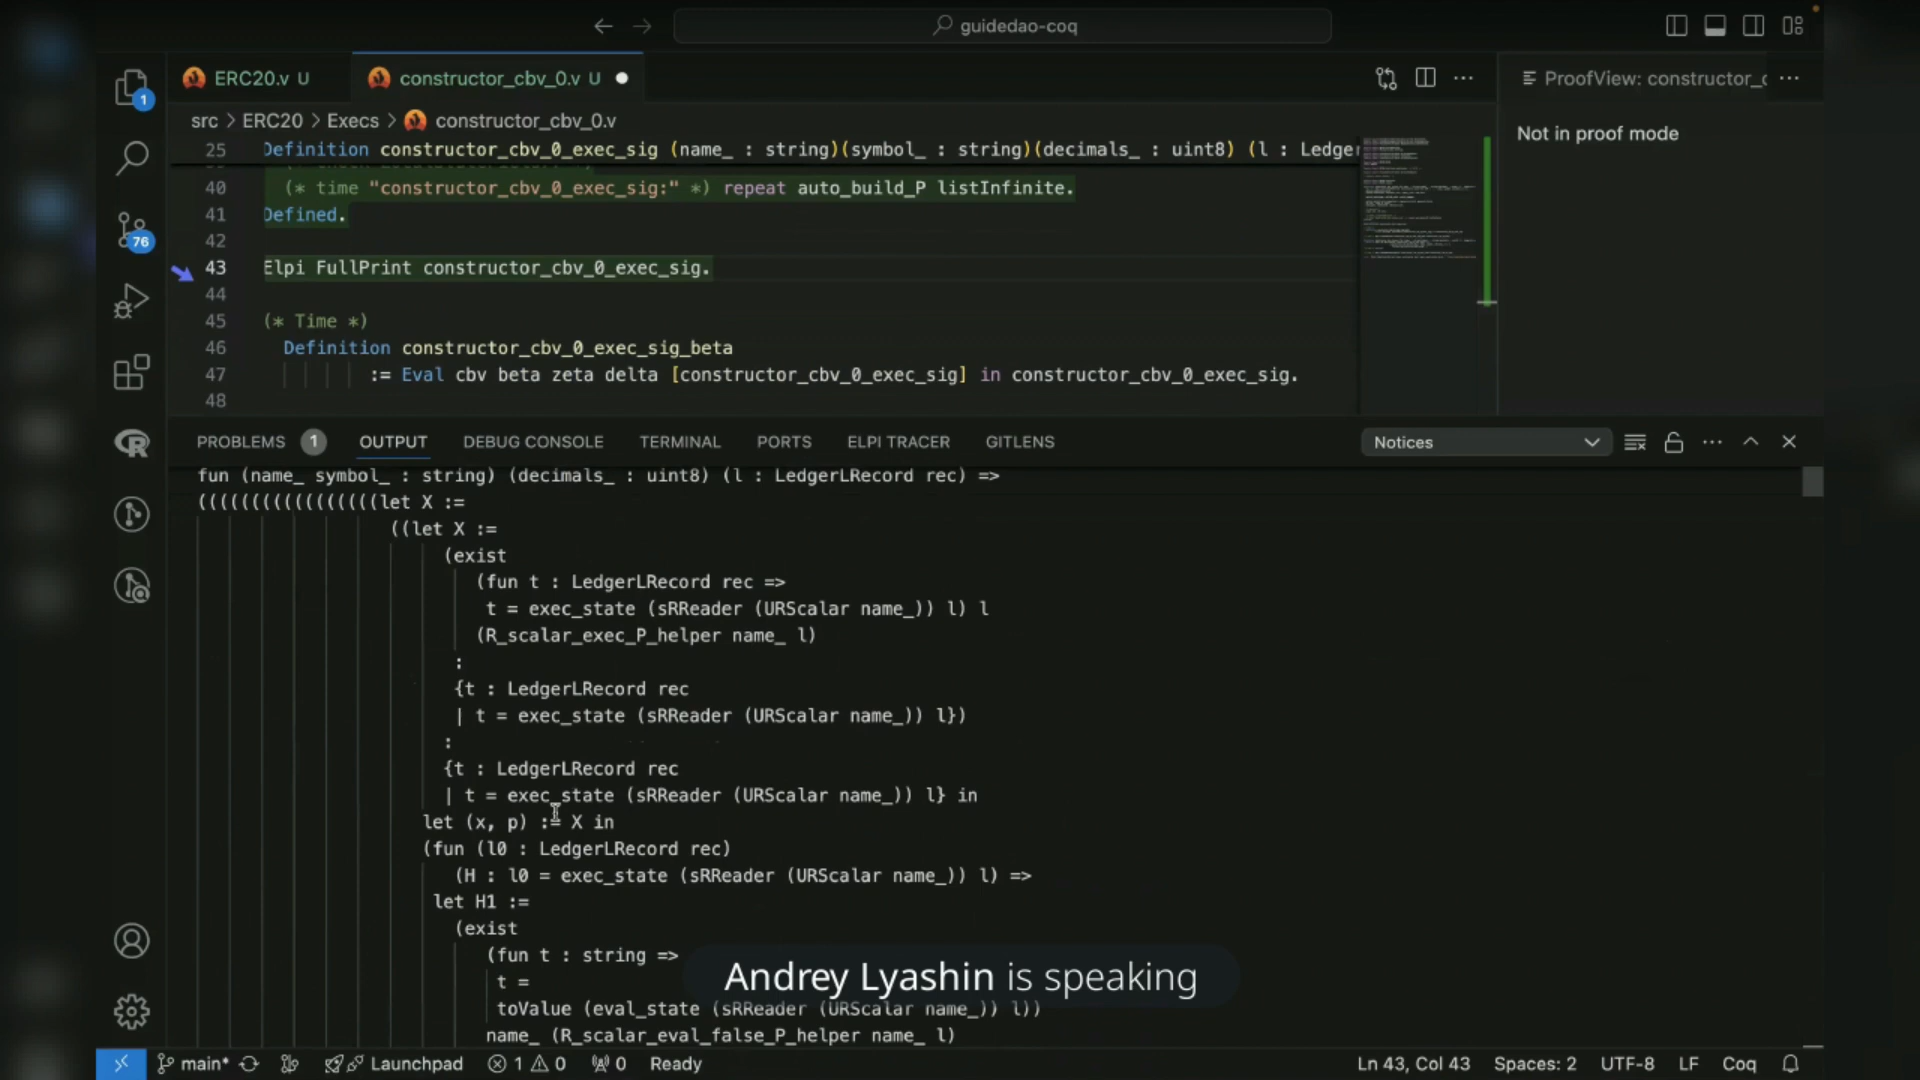 guidedao-coq
ERC20.v U
constructor_cbv_0.v U
ProofView: constructor_c
src > ERC20 > Execs > constructor_cbv_0.v
Not in proof mode
25 Definition constructor_cbv_0_exec_sig (name_ : string)(symbol_ : string)(decimals_ : uint8) (l : Ledger
40 (* time "constructor_cbv_0_exec_sig:" *) repeat auto_build_P listInfinite.
41 Defined.
42
43 Elpi FullPrint constructor_cbv_0_exec_sig.
44
45 (* Time *)
46 Definition constructor_cbv_0_exec_sig_beta
47 := Eval cbv beta zeta delta [constructor_cbv_0_exec_sig] in constructor_cbv_0_exec_sig.
48
1
76
PROBLEMS 1 OUTPUT DEBUG CONSOLE TERMINAL PORTS ELPI TRACER GITLENS Notices
fun (name_ symbol_ : string) (decimals_ : uint8) (l : LedgerLRecord rec) =>
(((((((((((((((((let X :=
((let X :=
(exist
(fun t : LedgerLRecord rec =>
t = exec_state (sRReader (URScalar name_)) l) l
(R_scalar_exec_P_helper name_ l)
:
{t : LedgerLRecord rec
| t = exec_state (sRReader (URScalar name_)) l})
:
{t : LedgerLRecord rec
| t = exec_state (sRReader (URScalar name_)) l} in
let (x, p) := X in
(fun (l0 : LedgerLRecord rec)
(H : l0 = exec_state (sRReader (URScalar name_)) l) =>
let H1 :=
(exist
(fun t : string =>
t =
toValue (eval_state (sRReader (URScalar name_)) l))
name_ (R_scalar_eval_false_P_helper name_ l)
Andrey Lyashin is speaking
main* Launchpad 1 0 0 Ready Ln 43, Col 43 Spaces: 2 UTF-8 LF Coq